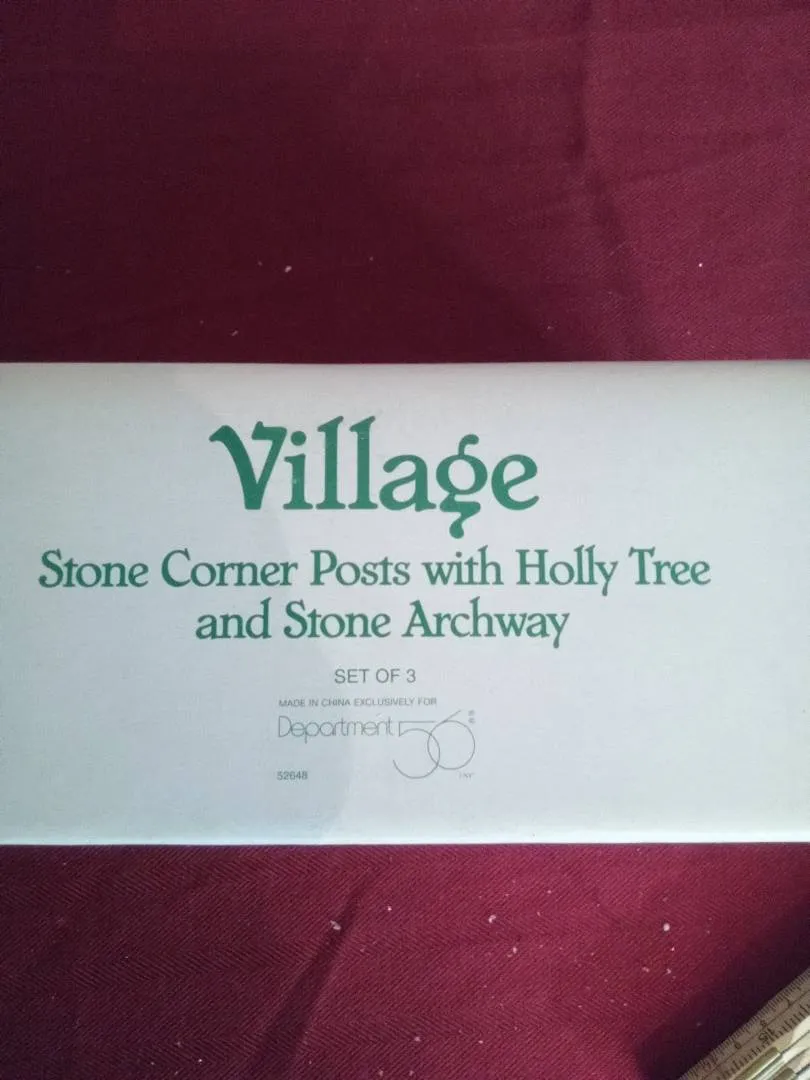 Village
Stone Corner Posts with Holly Tree
and Stone Archway
SET OF 3
MADE IN CHINA EXCLUSIVELY FOR
Department 56
52648